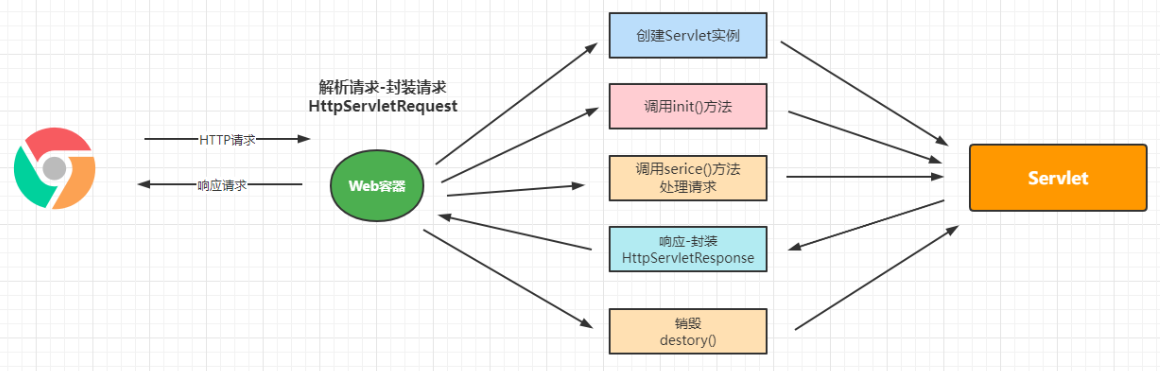 解析请求-封装请求
HttpServletRequest
HTTP请求
响应请求
Web容器
创建Servlet实例
调用init()方法
调用serice()方法
处理请求
响应-封装
HttpServletResponse
销毁
destory()
Servlet